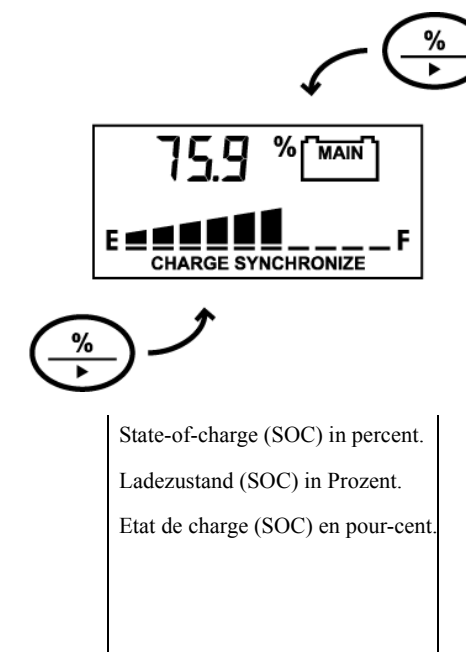 %
▶
75.9 % MAIN
E F
CHARGE SYNCHRONIZE
%
▶
State-of-charge (SOC) in percent.
Ladezustand (SOC) in Prozent.
Etat de charge (SOC) en pour-cent.